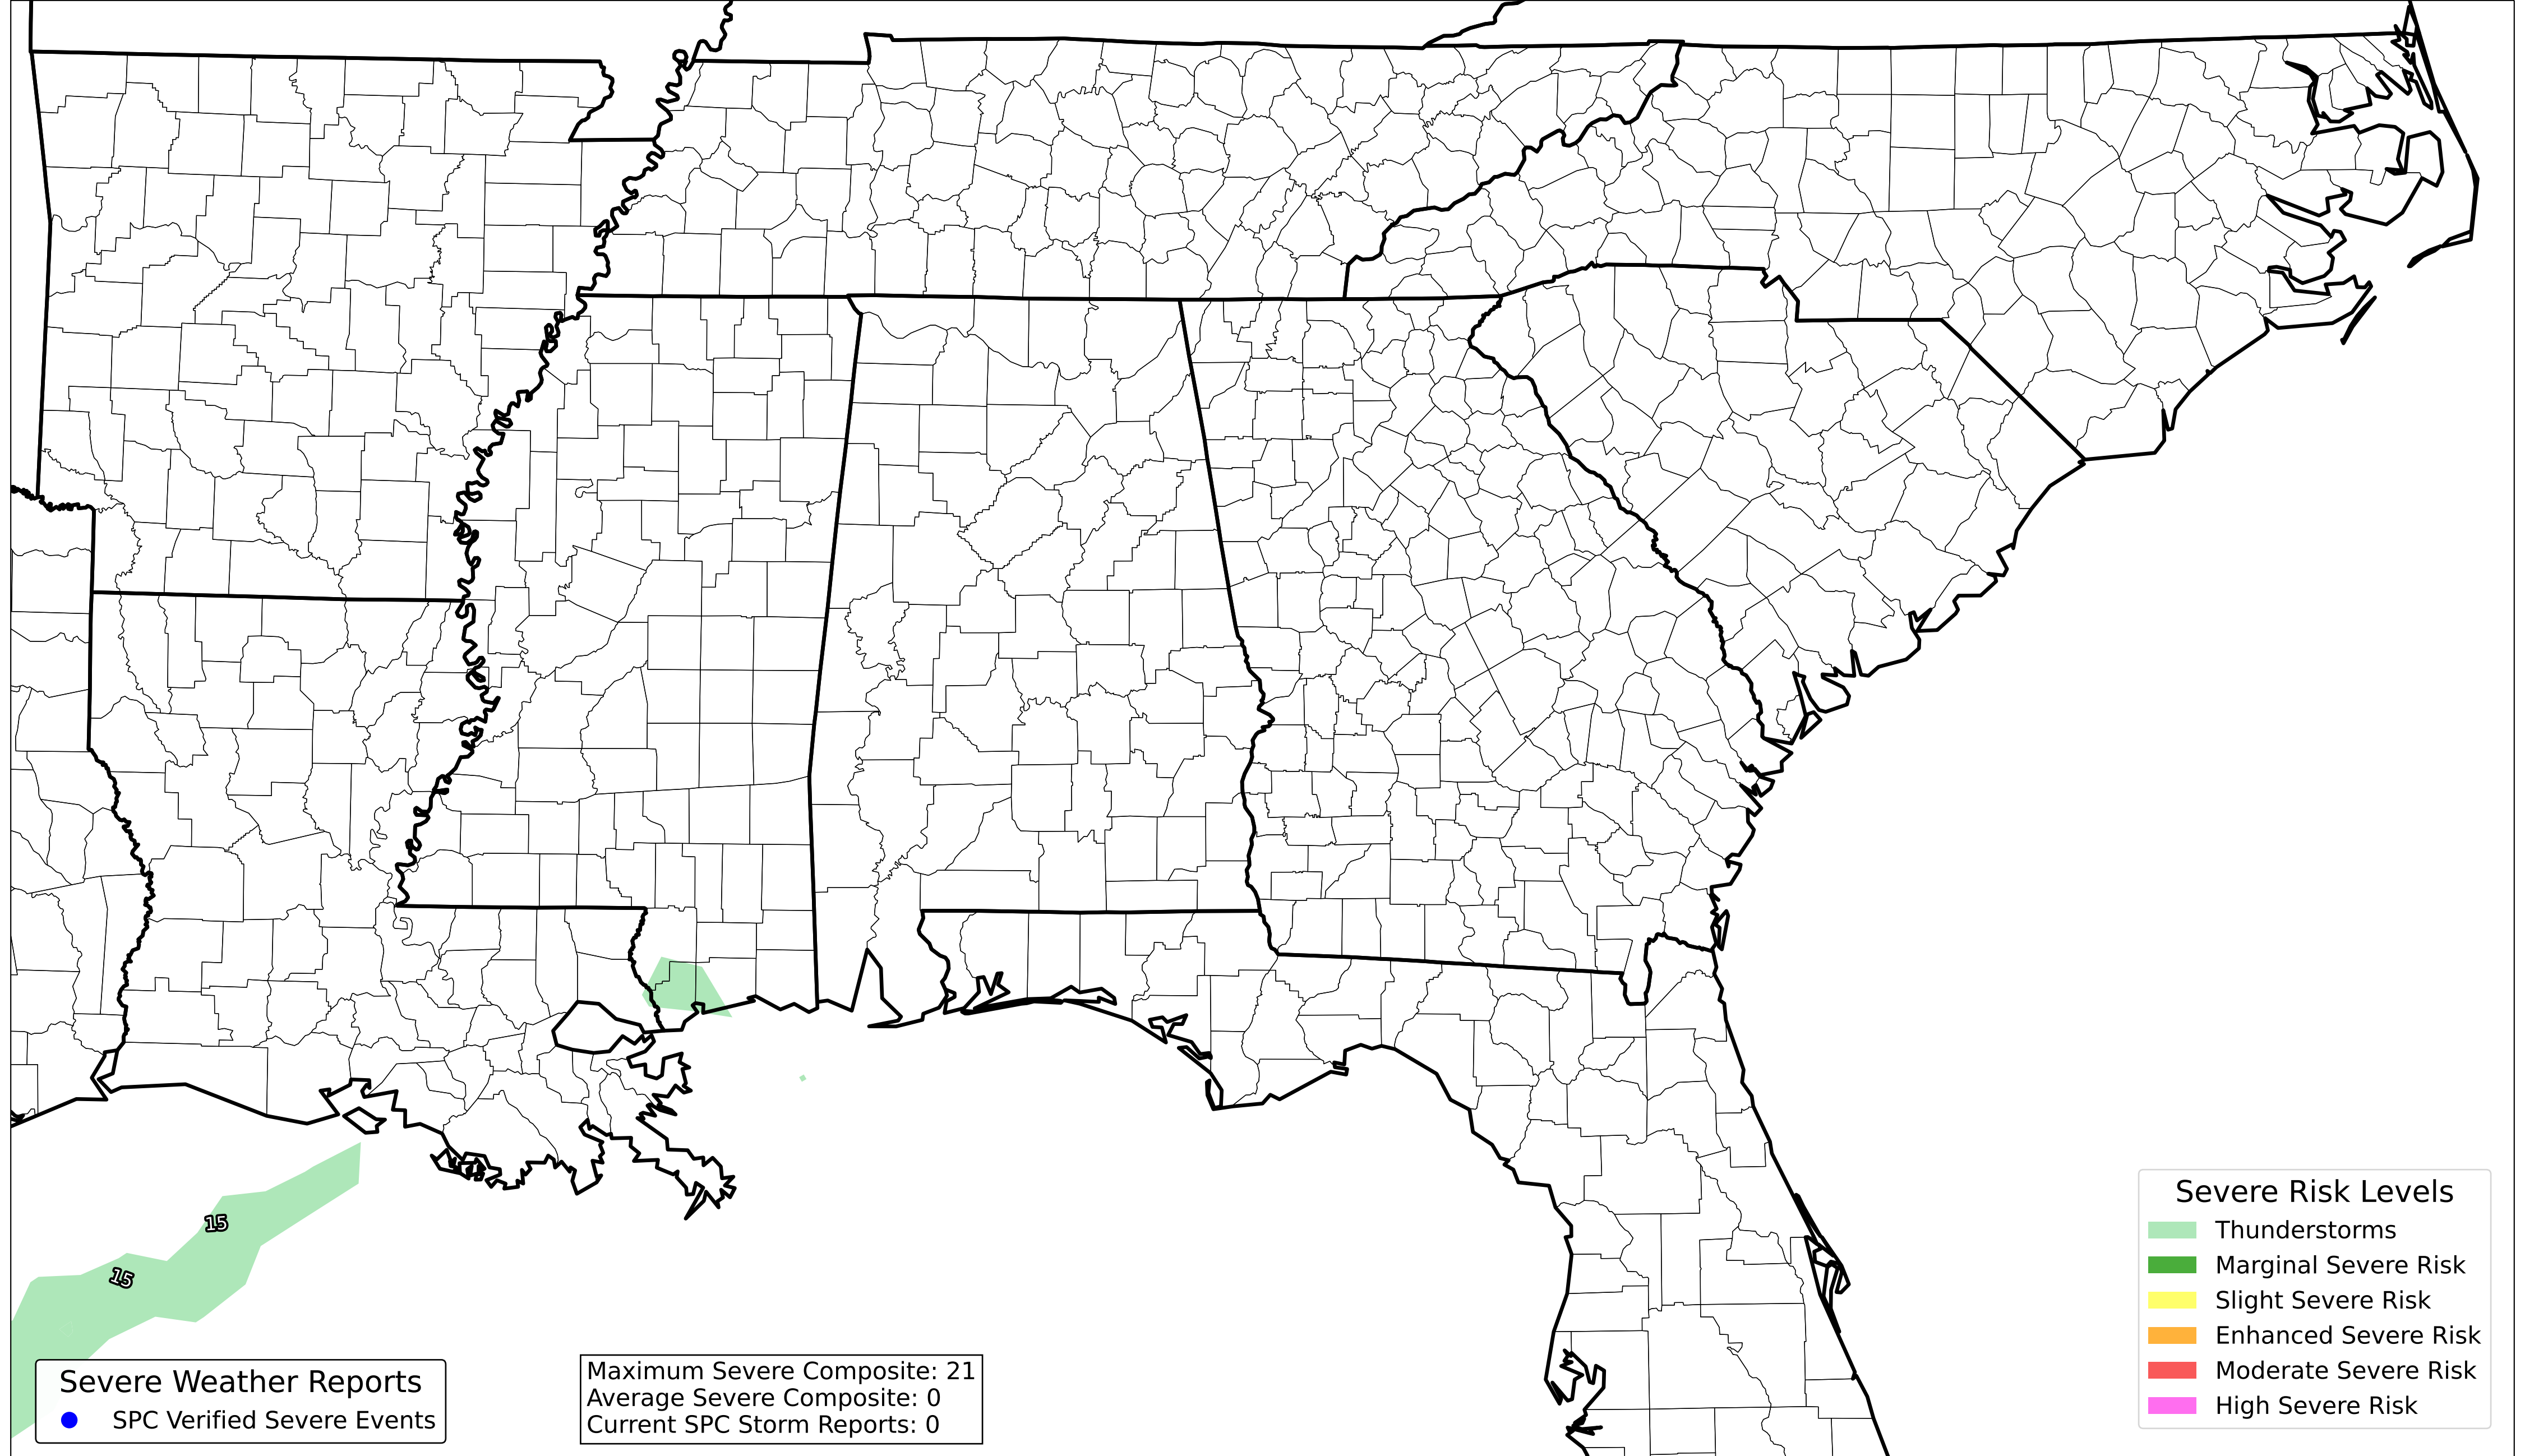 15
15
Severe Weather Reports
SPC Verified Severe Events
Maximum Severe Composite: 21
Average Severe Composite: 0
Current SPC Storm Reports: 0
Severe Risk Levels
Thunderstorms
Marginal Severe Risk
Slight Severe Risk
Enhanced Severe Risk
Moderate Severe Risk
High Severe Risk